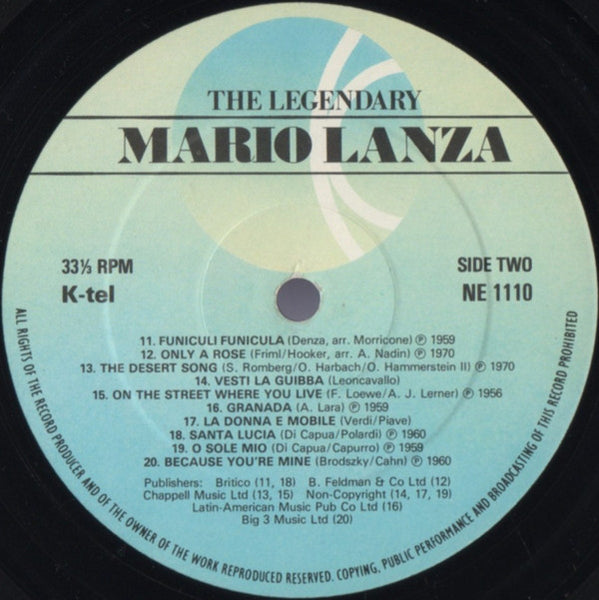 THE LEGENDARY
MARIO LANZA
33⅓ RPM
K-tel
SIDE TWO
NE 1110
11. FUNICULI FUNICULA (Denza, arr. Morricone) ℗ 1959
12. ONLY A ROSE (Friml/Hooker, arr. A. Nadin) ℗ 1970
13. THE DESERT SONG (S. Romberg/O. Harbach/O. Hammerstein II) ℗ 1970
14. VESTI LA GUIBBA (Leoncavallo)
15. ON THE STREET WHERE YOU LIVE (F. Loewe/A. J. Lerner) ℗ 1956
16. GRANADA (A. Lara) ℗ 1959
17. LA DONNA E MOBILE (Verdi/Piave)
18. SANTA LUCIA (Di Capua/Polardi) ℗ 1960
19. O SOLE MIO (Di Capua/Capurro) ℗ 1959
20. BECAUSE YOU'RE MINE (Brodszky/Cahn) ℗ 1960
Publishers: Britico (11, 18) B. Feldman & Co Ltd (12)
Chappell Music Ltd (13, 15) Non-Copyright (14, 17, 19)
Latin-American Music Pub Co Ltd (16)
Big 3 Music Ltd (20)
ALL RIGHTS OF THE RECORD PRODUCER AND OF THE OWNER OF THE WORK REPRODUCED RESERVED. COPYING, PUBLIC PERFORMANCE AND BROADCASTING OF THIS RECORD PROHIBITED